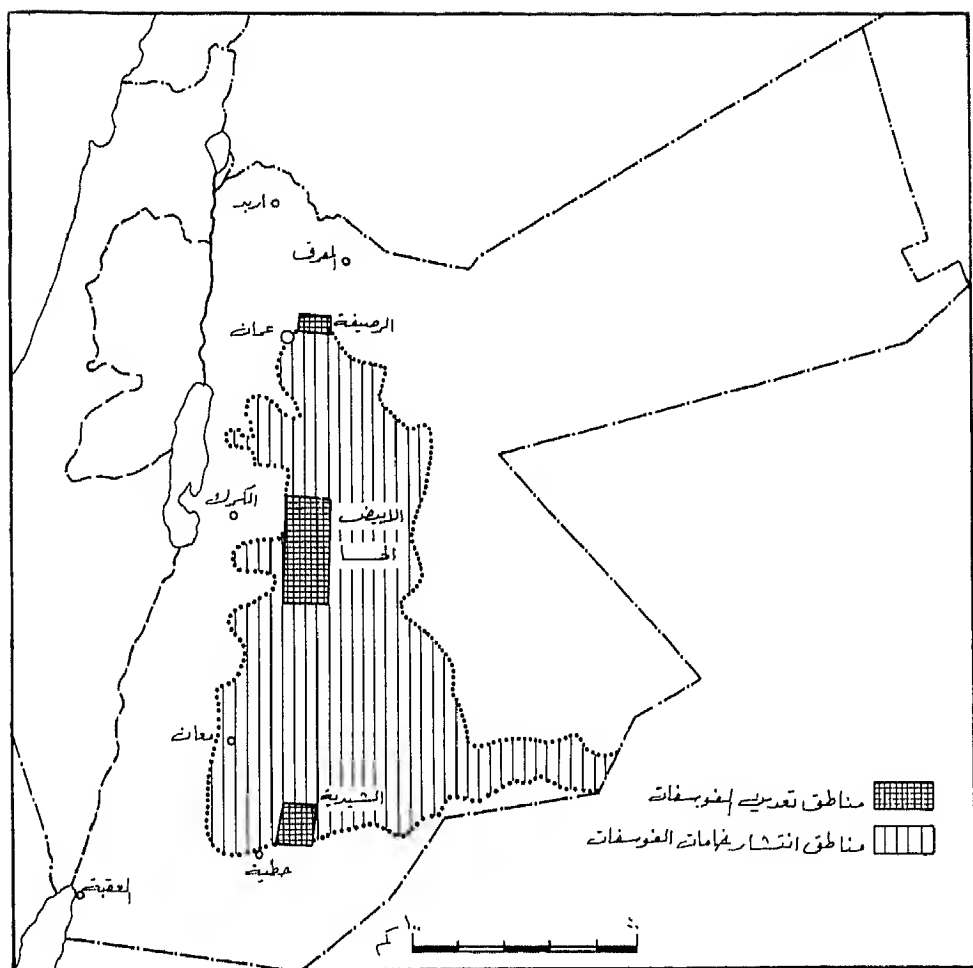 اربد
المفرق
الرصيفة
عمان
الكرك
الابيض
الحسا
معان
الشيدية
حطية
العقبة
مناطق تعدين الفوسفات
مناطق انتشار خامات الفوسفات
كم